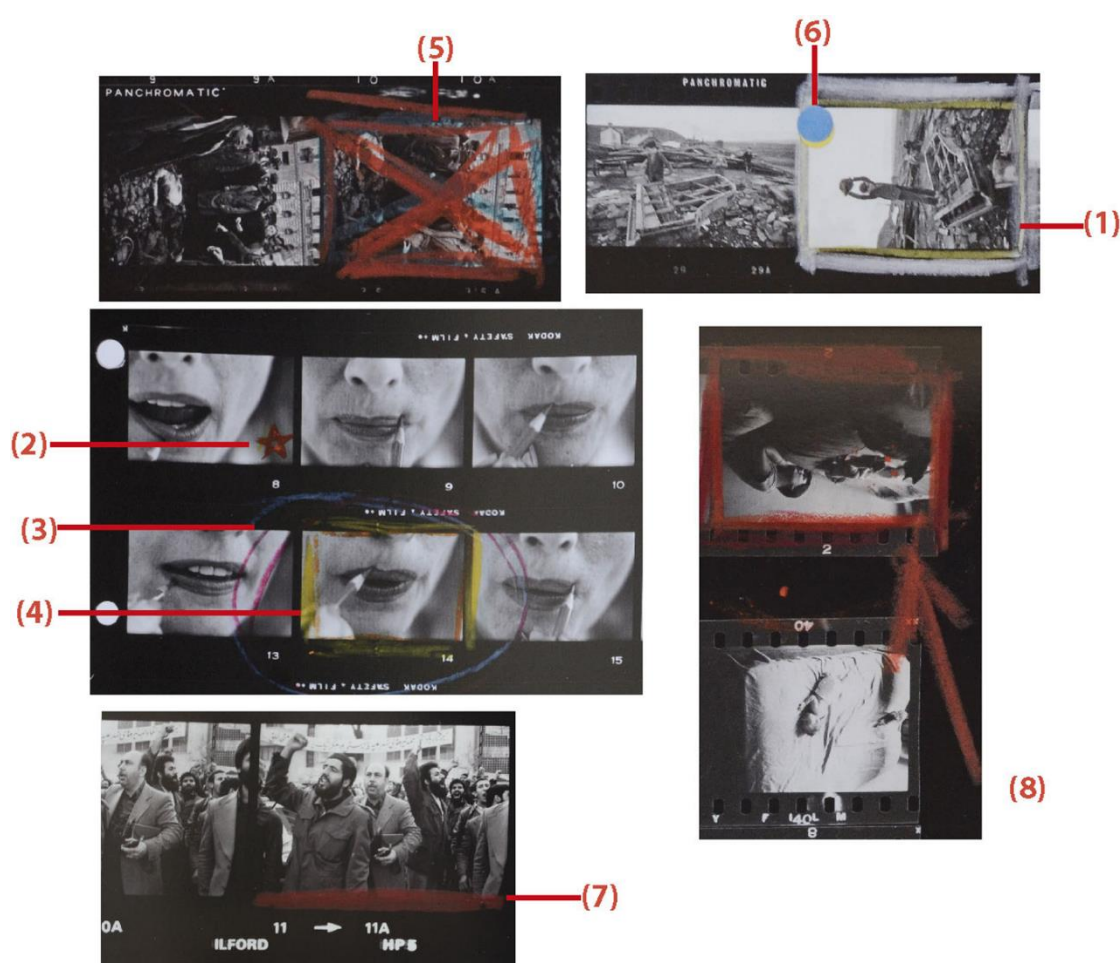 (5)
(6)
9 9A 10 10A
PANCHROMATIC
PANCHROMATIC
(1)
29 29A
KODAK SAFETY FILM
2
(2)
8 9 10
(3)
KODAK SAFETY FILM
(4)
2
13 14 15
40
KODAK SAFETY FILM
(8)
(7)
8
0A 11 → 11A
ILFORD HP5